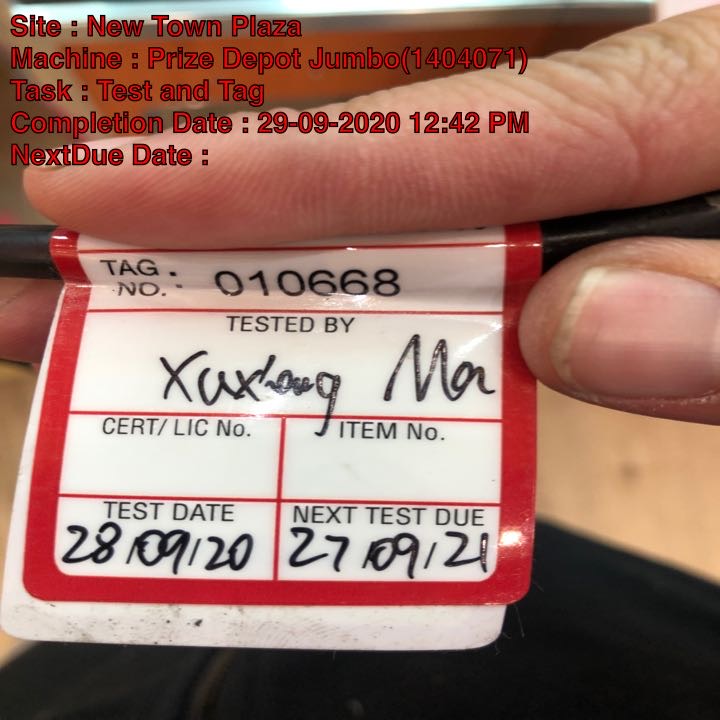 Site : New Town Plaza
Machine : Prize Depot Jumbo(1404071)
Task : Test and Tag
Completion Date : 29-09-2020 12:42 PM
NextDue Date :
TAG NO. : 010668
TESTED BY
CERT/ LIC No. ITEM No.
TEST DATE NEXT TEST DUE
28/09/20 27/09/21